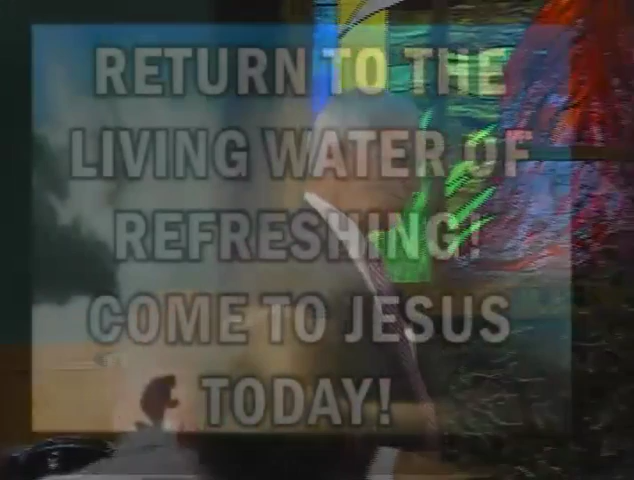 RETURN TO THE
LIVING WATER OF
REFRESHING!
COME TO JESUS
TODAY!